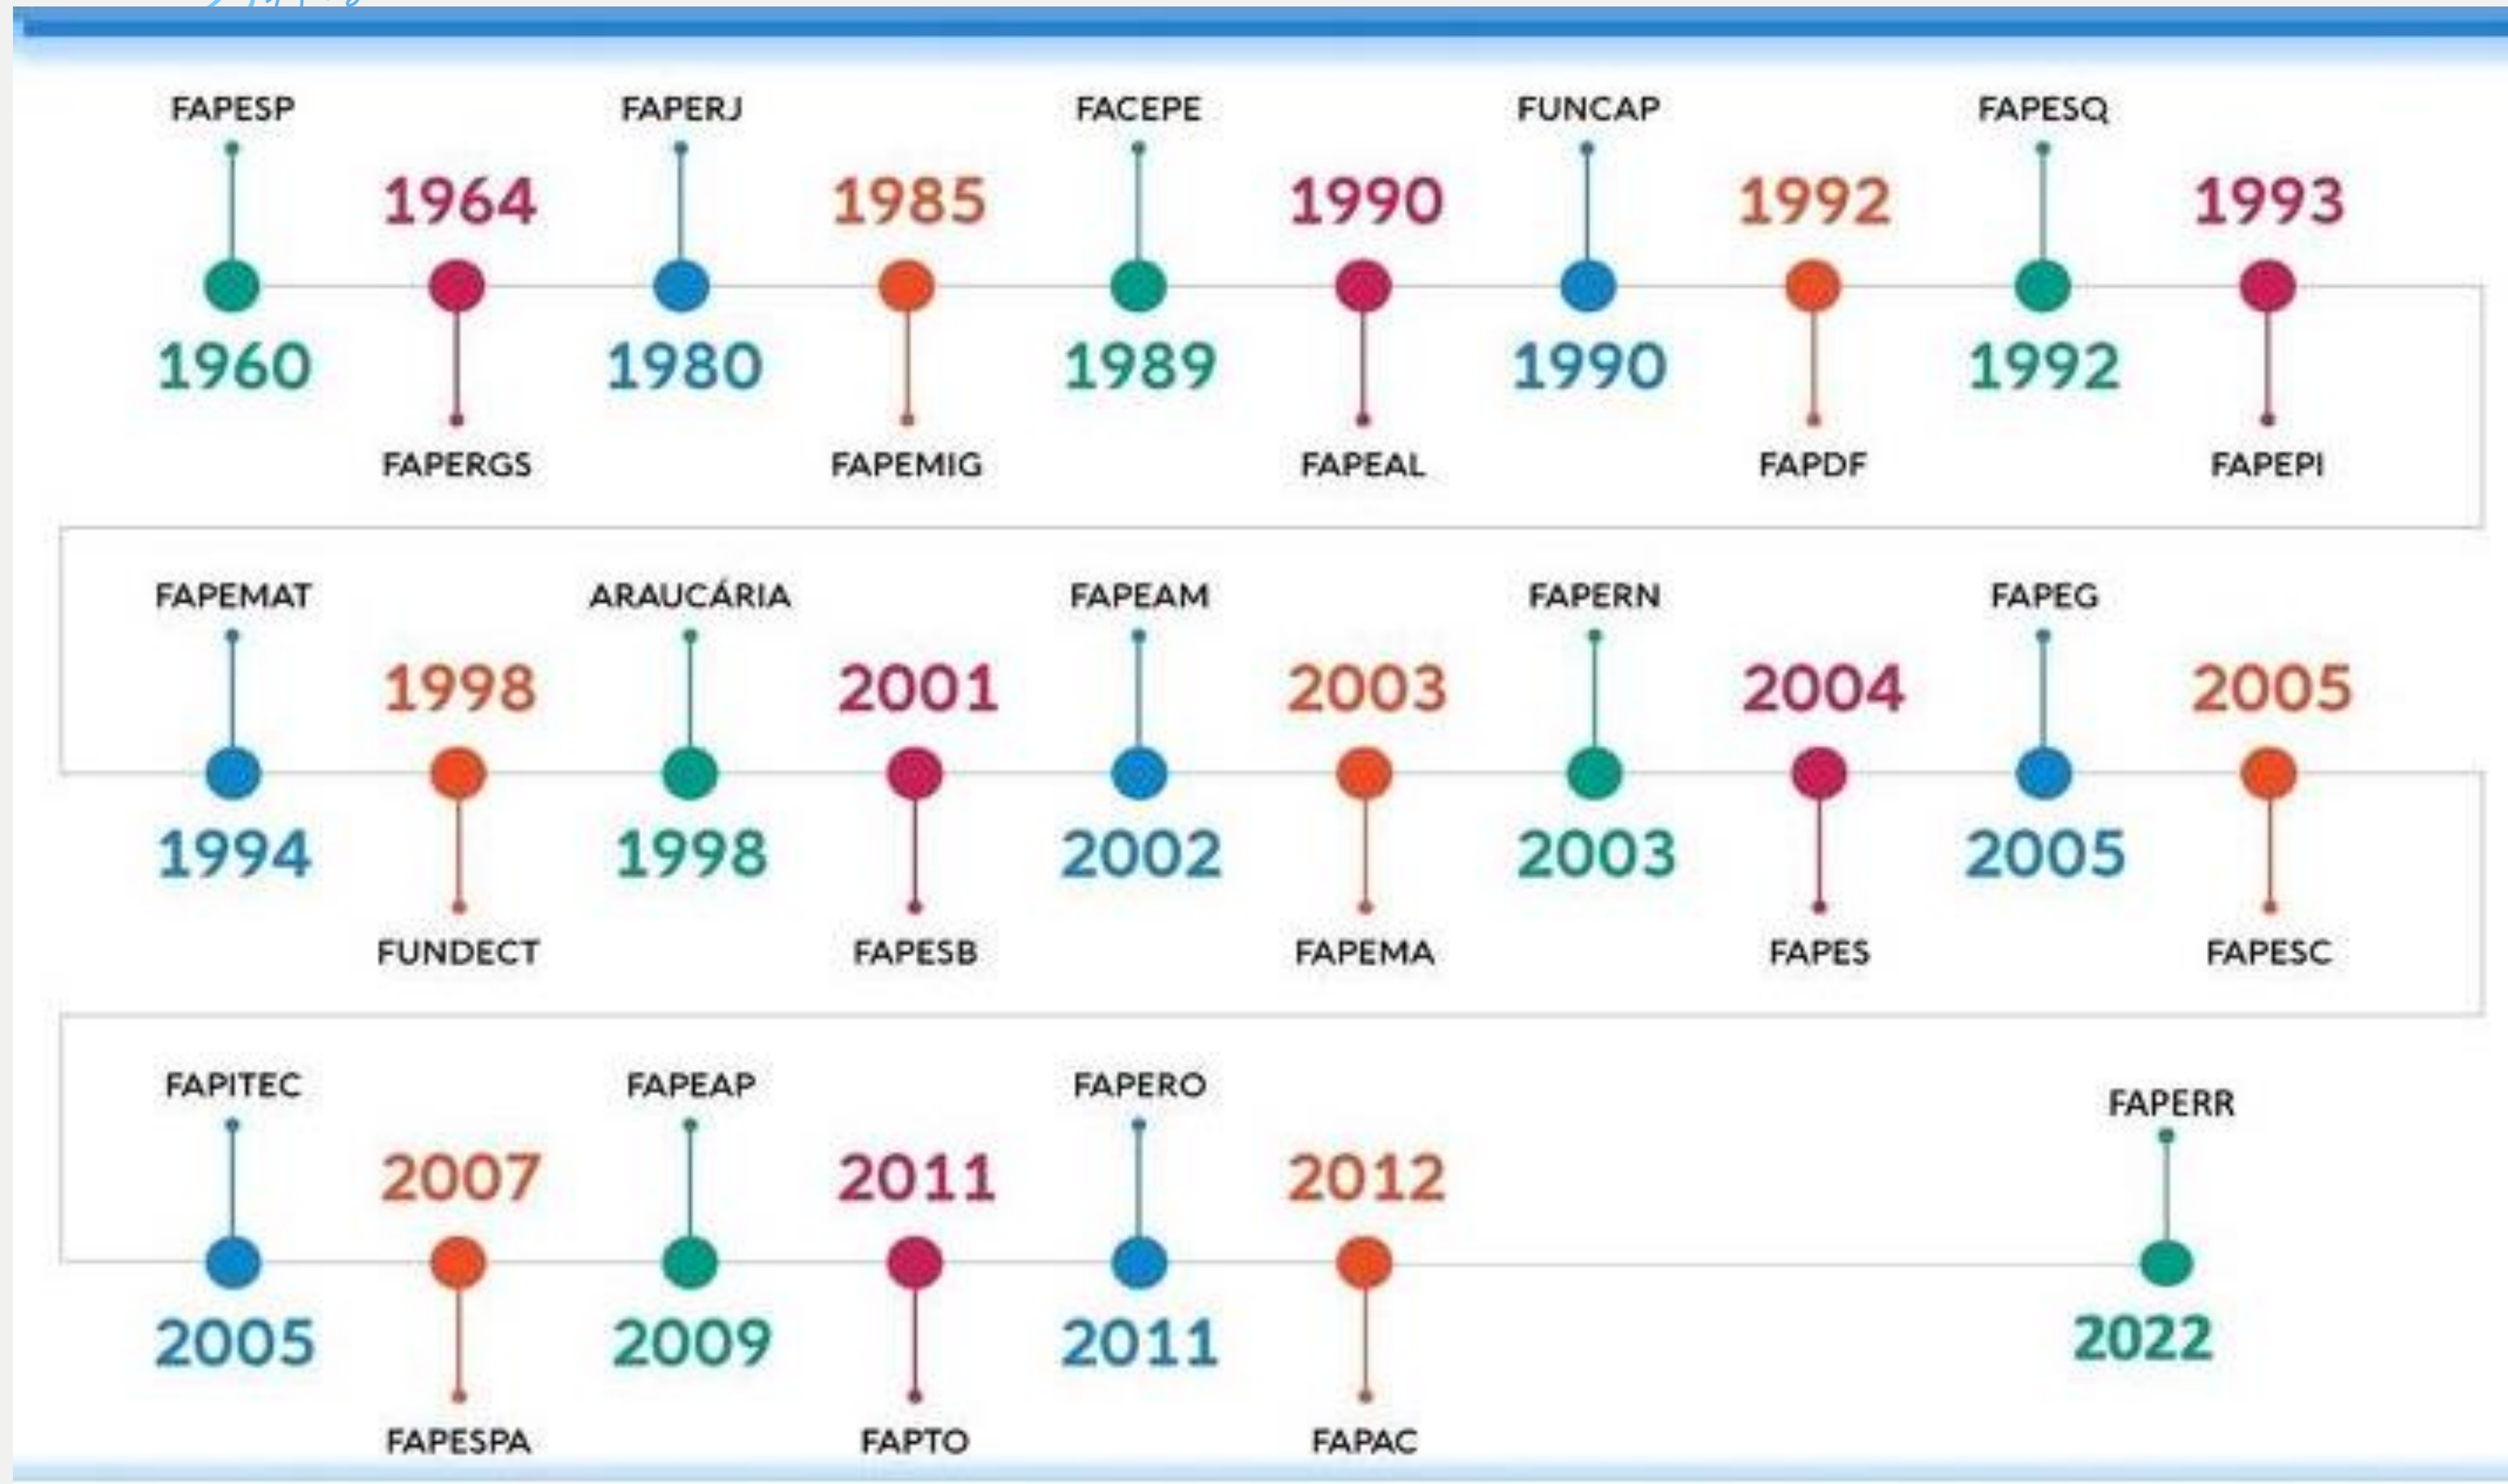 FAPESP FAPERJ FACEPE FUNCAP FAPESQ
1964 1985 1990 1992 1993
1960 1980 1989 1990 1992
FAPERGS FAPEMIG FAPEAL FAPDF FAPEPI
FAPEMAT ARAUCÁRIA FAPEAM FAPERN FAPEG
1998 2001 2003 2004 2005
1994 1998 2002 2003 2005
FUNDECT FAPESB FAPEMA FAPES FAPESC
FAPITEC FAPEAP FAPERO FAPERR
2007 2011 2012
2005 2009 2011 2022
FAPESPA FAPTO FAPAC